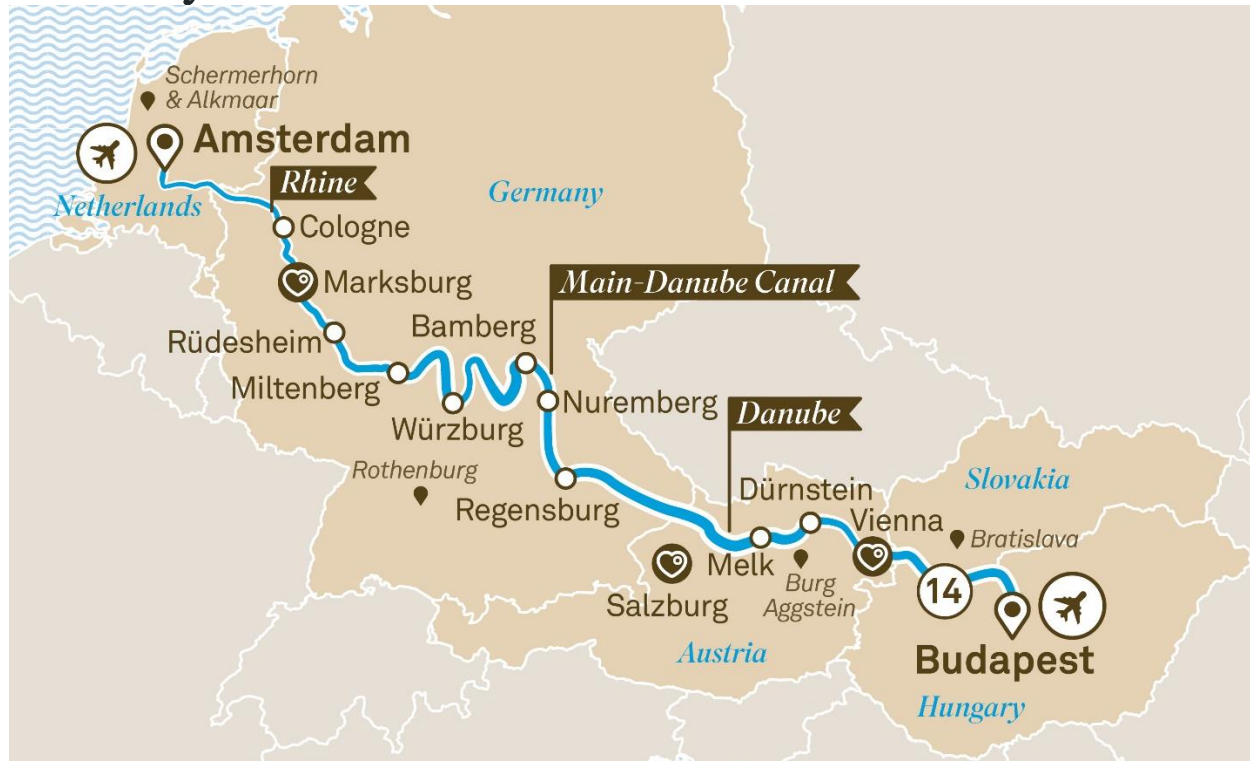 Schermerhorn
& Alkmaar
Amsterdam
Rhine
Netherlands
Germany
Cologne
Marksburg
Main-Danube Canal
Bamberg
Rüdesheim
Miltenberg
Nuremberg
Würzburg
Danube
Rothenburg
Regensburg
Slovakia
Dürnstein
Vienna
Bratislava
Melk
Burg
Aggstein
14
Salzburg
Austria
Budapest
Hungary